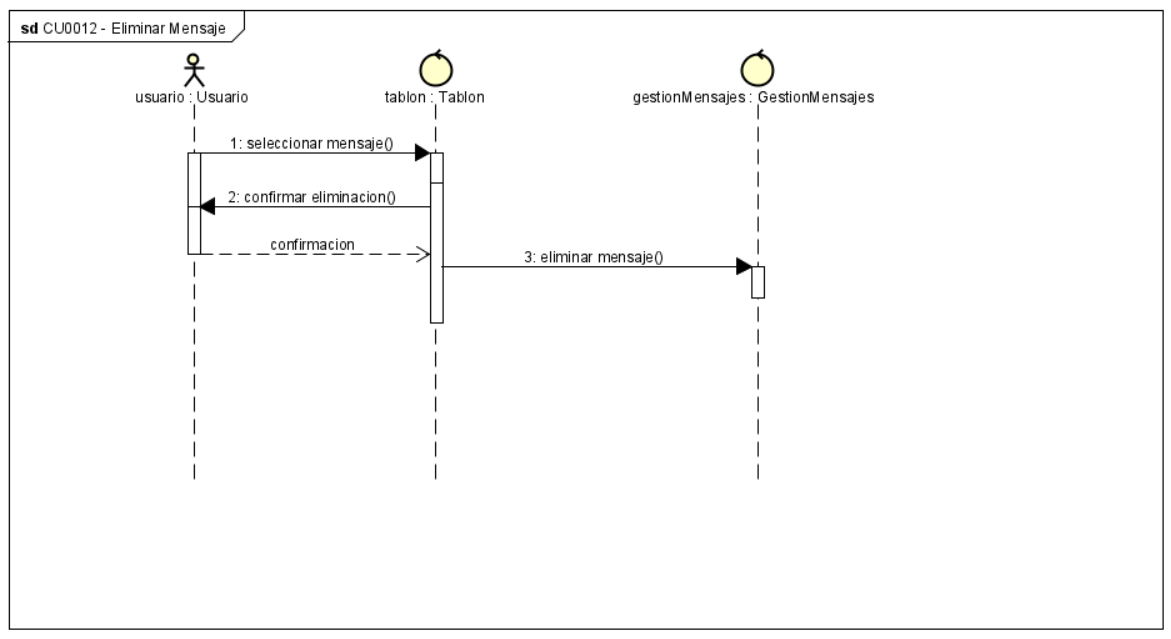 sd CU0012 - Eliminar Mensaje
usuario : Usuario
tablon : Tablon
gestionMensajes : GestionMensajes
1: seleccionar mensaje()
2: confirmar eliminacion()
confirmacion
3: eliminar mensaje()